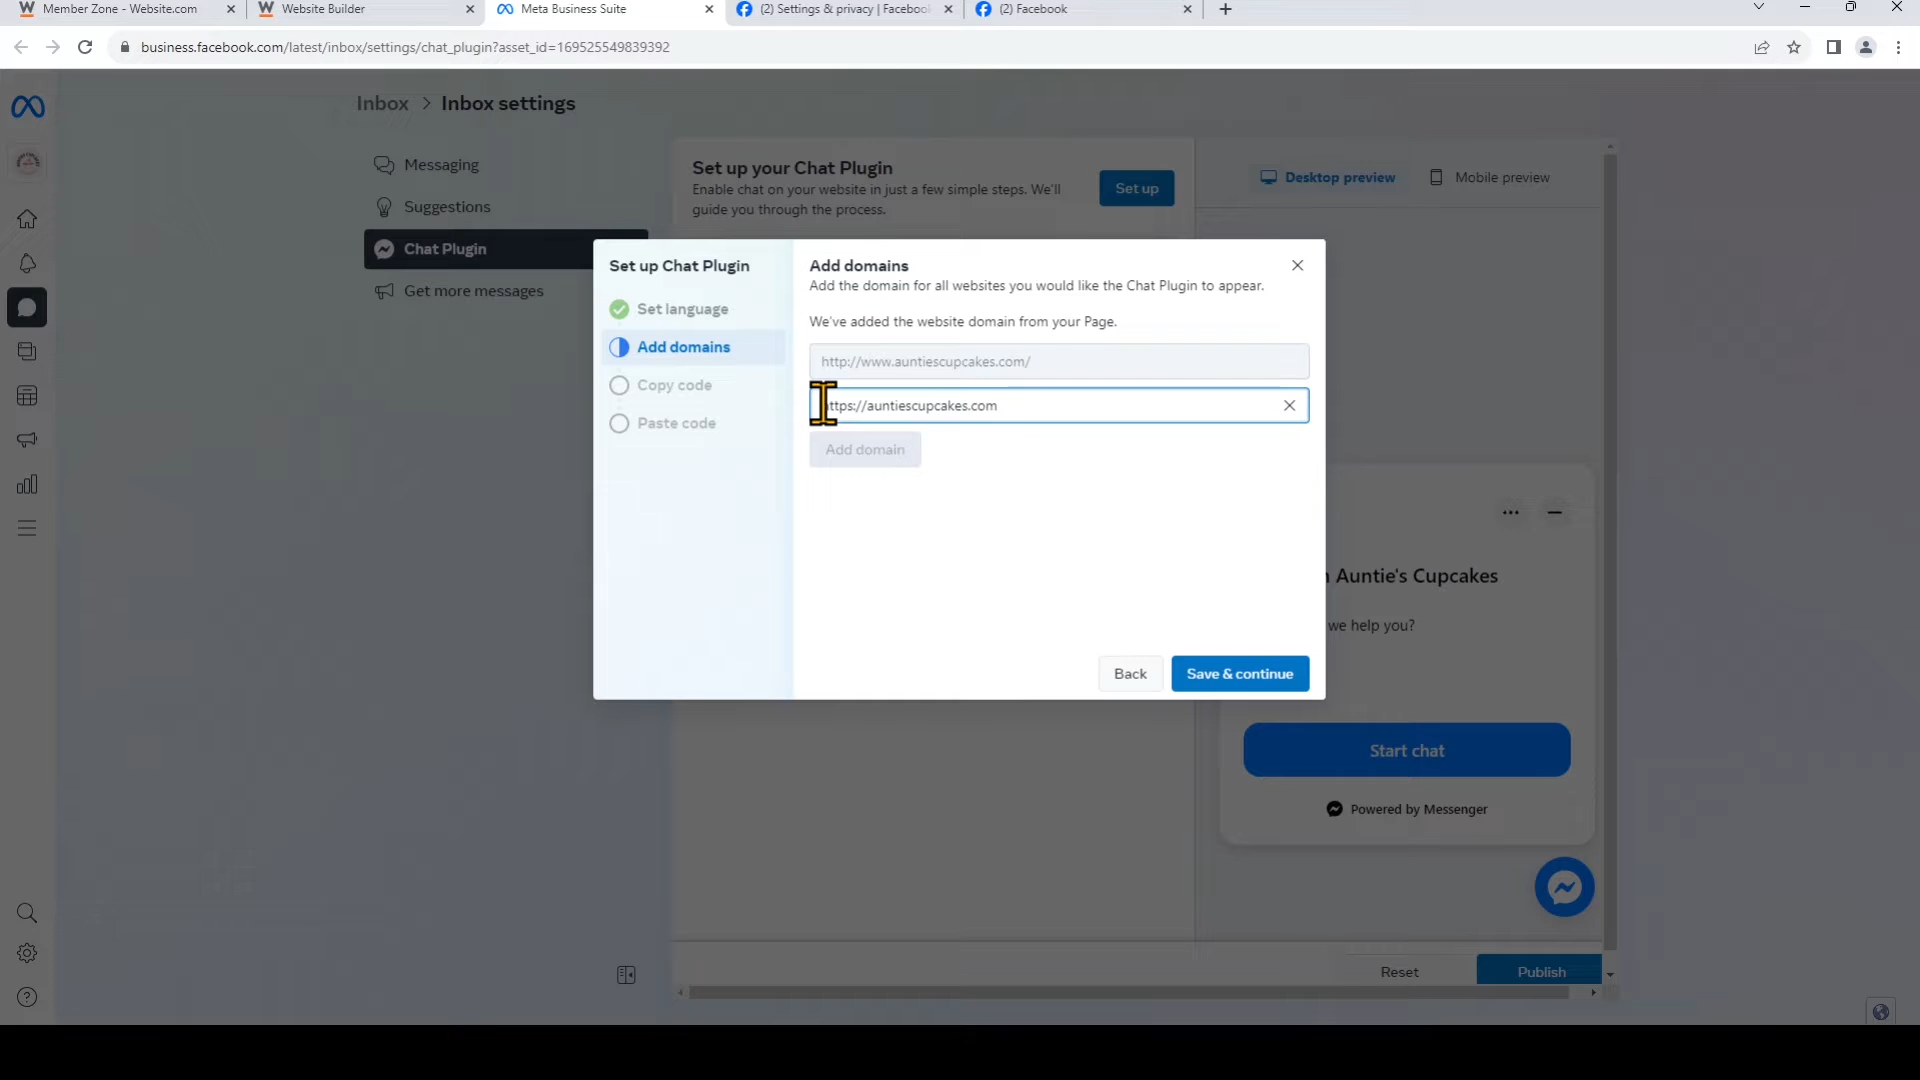 Member Zone - Website.com
Website Builder
Meta Business Suite
(2) Settings & privacy | Facebook
(2) Facebook
business.facebook.com/latest/inbox/settings/chat_plugin?asset_id=169525549839392
Inbox > Inbox settings
Messaging
Suggestions
Chat Plugin
Get more messages
Set up your Chat Plugin
Enable chat on your website in just a few simple steps. We'll
guide you through the process.
Set up
Desktop preview
Mobile preview
Set up Chat Plugin
Set language
Add domains
Copy code
Paste code
Add domains
Add the domain for all websites you would like the Chat Plugin to appear.
We've added the website domain from your Page.
http://www.auntiescupcakes.com/
https://auntiescupcakes.com
Add domain
Back
Save & continue
Auntie's Cupcakes
we help you?
Start chat
Powered by Messenger
Reset
Publish